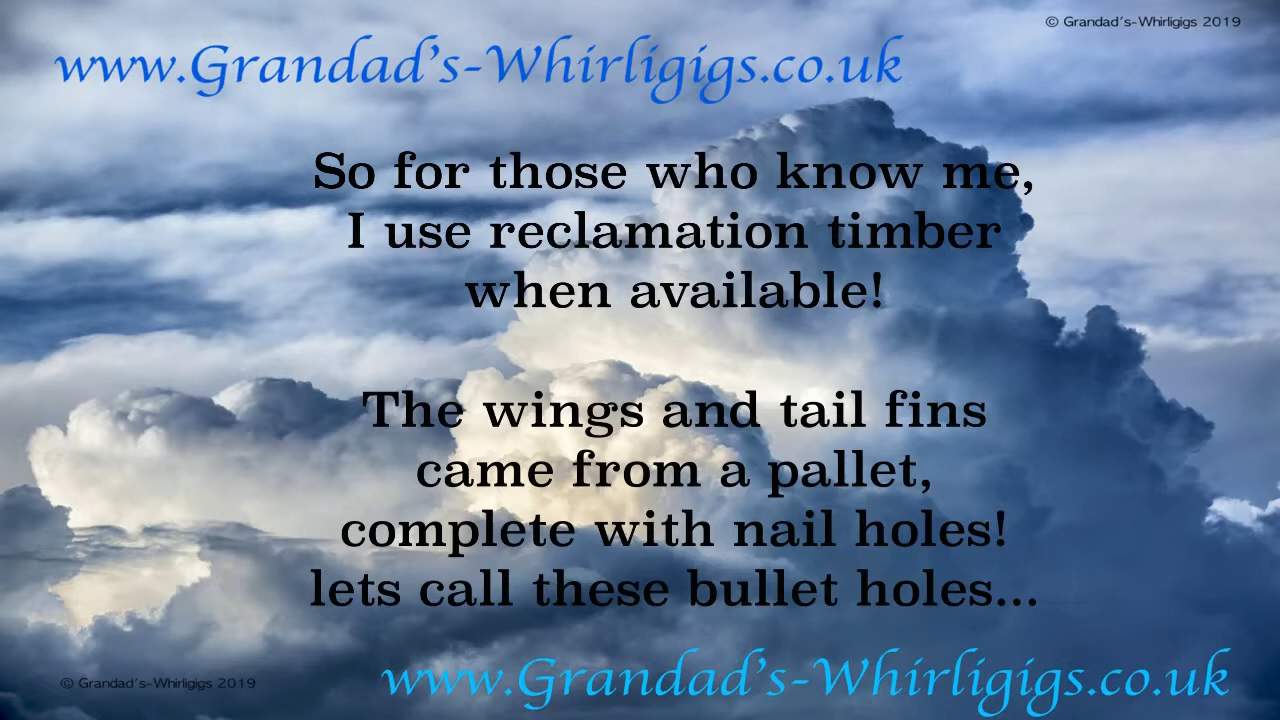 © Grandad's-Whirligigs 2019
www.Grandad's-Whirligigs.co.uk
So for those who know me,
I use reclamation timber
when available!
The wings and tail fins
came from a pallet,
complete with nail holes!
lets call these bullet holes...
www.Grandad's-Whirligigs.co.uk
© Grandad's-Whirligigs 2019